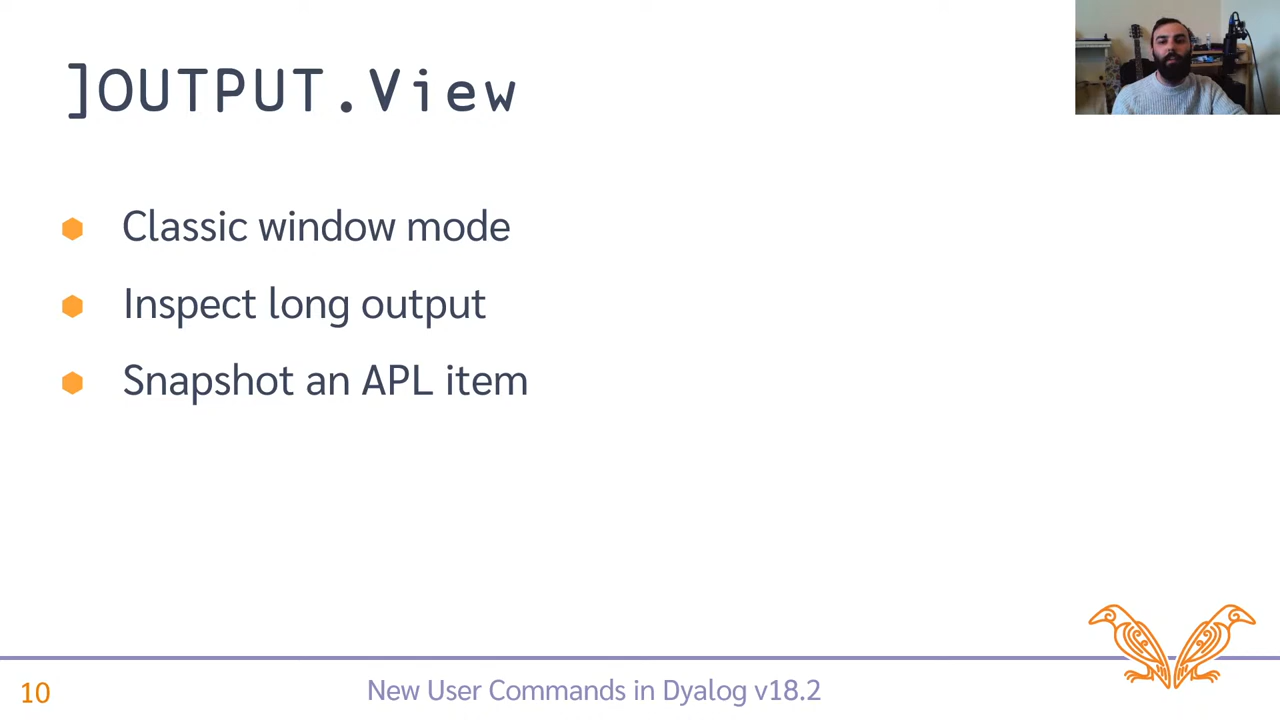 ]OUTPUT.View
Classic window mode
Inspect long output
Snapshot an APL item
10
New User Commands in Dyalog v18.2